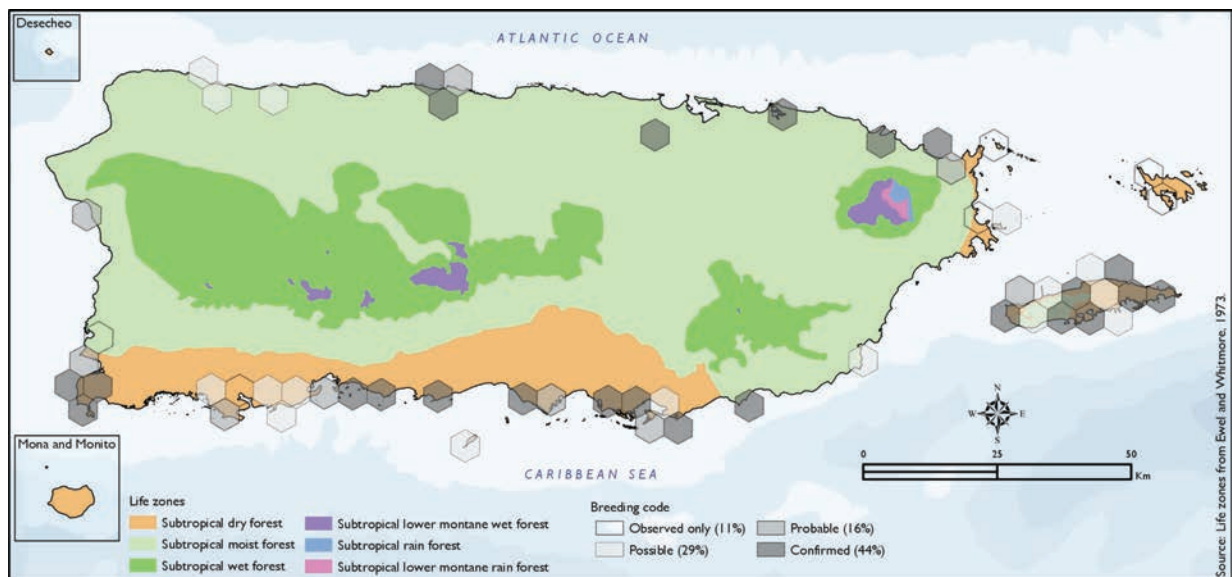 Desecheo
ATLANTIC OCEAN
N
W E
S
Mona and Monito
CARIBBEAN SEA
0 25 50
Km
Life zones
Subtropical dry forest
Subtropical moist forest
Subtropical wet forest
Subtropical lower montane wet forest
Subtropical rain forest
Subtropical lower montane rain forest
Breeding code
Observed only (11%)
Possible (29%)
Probable (16%)
Confirmed (44%)
Source: Life zones from Ewel and Whitmore, 1973.